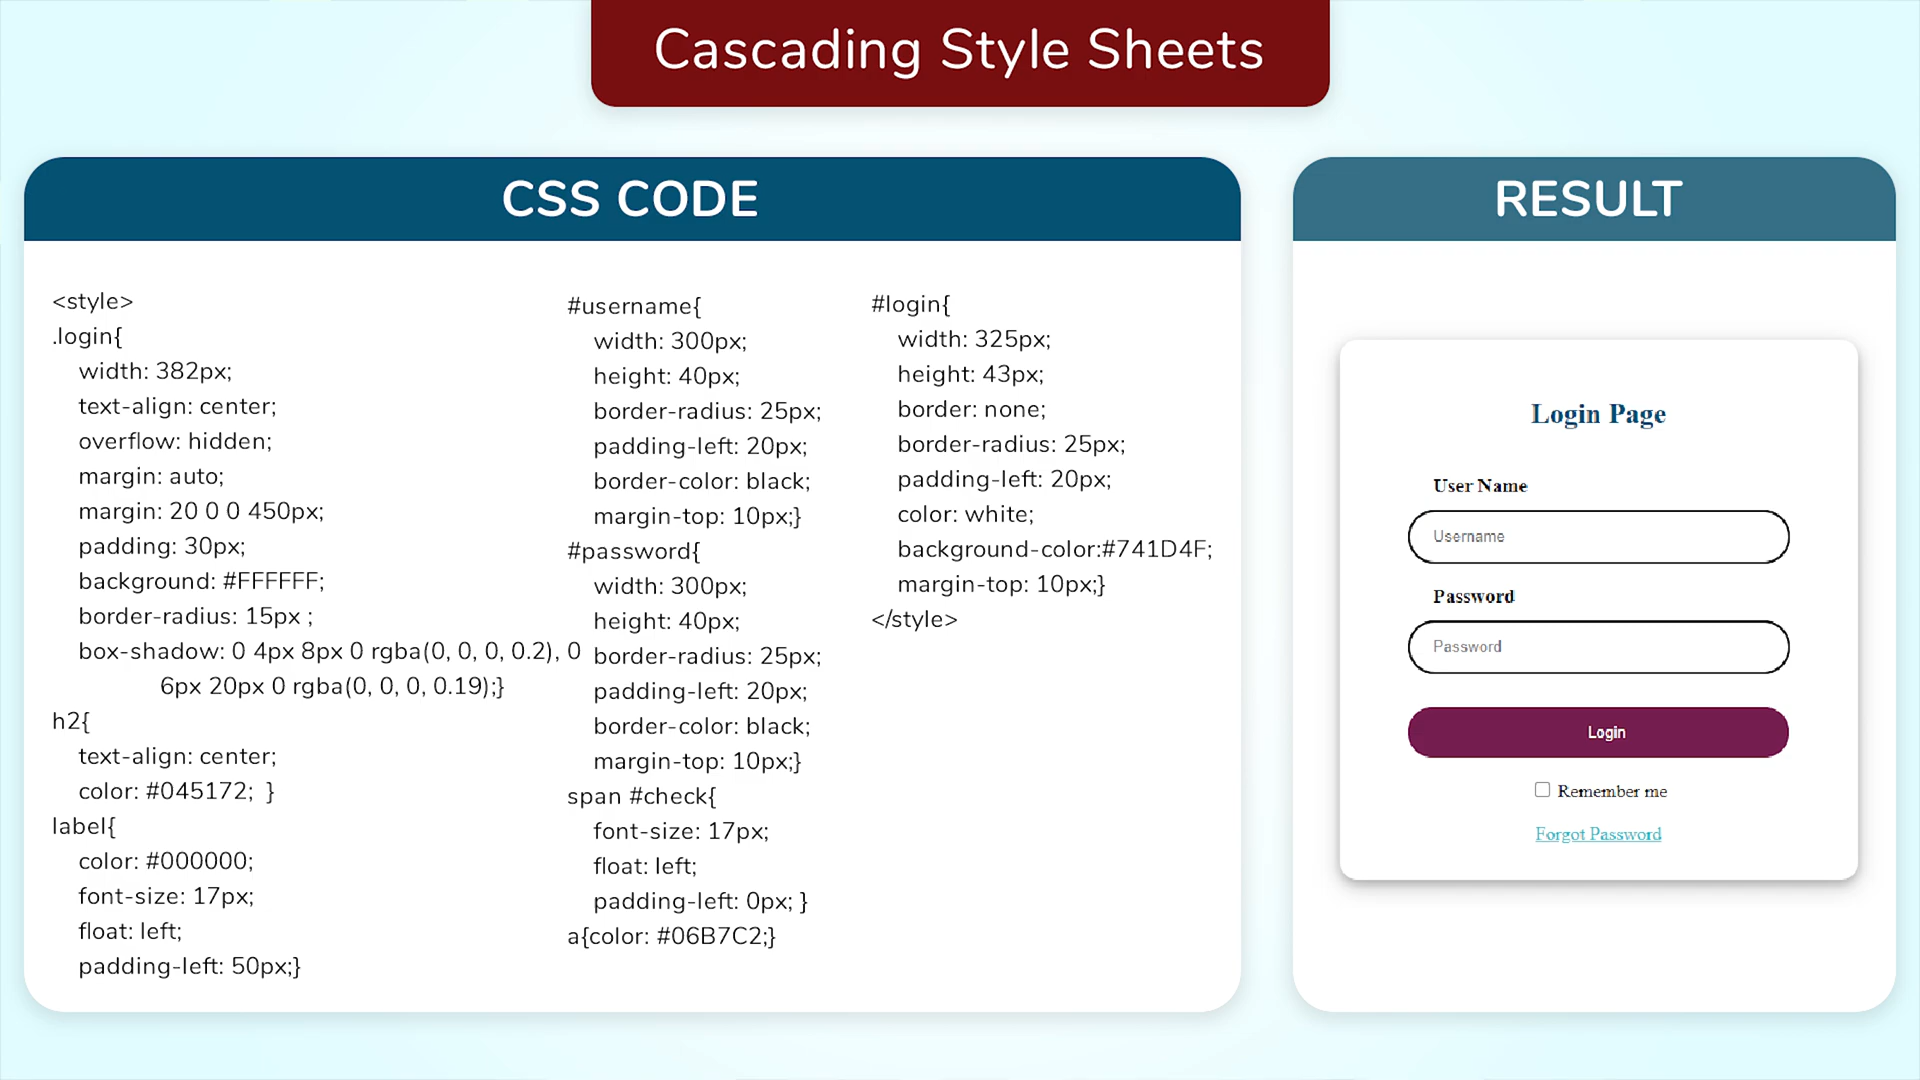 Cascading Style Sheets
CSS CODE
<style>
.login{
width: 382px;
text-align: center;
overflow: hidden;
margin: auto;
margin: 20 0 0 450px;
padding: 30px;
background: #FFFFFF;
border-radius: 15px ;
box-shadow: 0 4px 8px 0 rgba(0, 0, 0, 0.2), 0
6px 20px 0 rgba(0, 0, 0, 0.19);}
h2{
text-align: center;
color: #045172; }
label{
color: #000000;
font-size: 17px;
float: left;
padding-left: 50px;}
#username{
width: 300px;
height: 40px;
border-radius: 25px;
padding-left: 20px;
border-color: black;
margin-top: 10px;}
#password{
width: 300px;
height: 40px;
border-radius: 25px;
padding-left: 20px;
border-color: black;
margin-top: 10px;}
span #check{
font-size: 17px;
float: left;
padding-left: 0px; }
a{color: #06B7C2;}
#login{
width: 325px;
height: 43px;
border: none;
border-radius: 25px;
padding-left: 20px;
color: white;
background-color:#741D4F;
margin-top: 10px;}
</style>
RESULT
Login Page
User Name
Username
Password
Password
Login
Remember me
Forgot Password